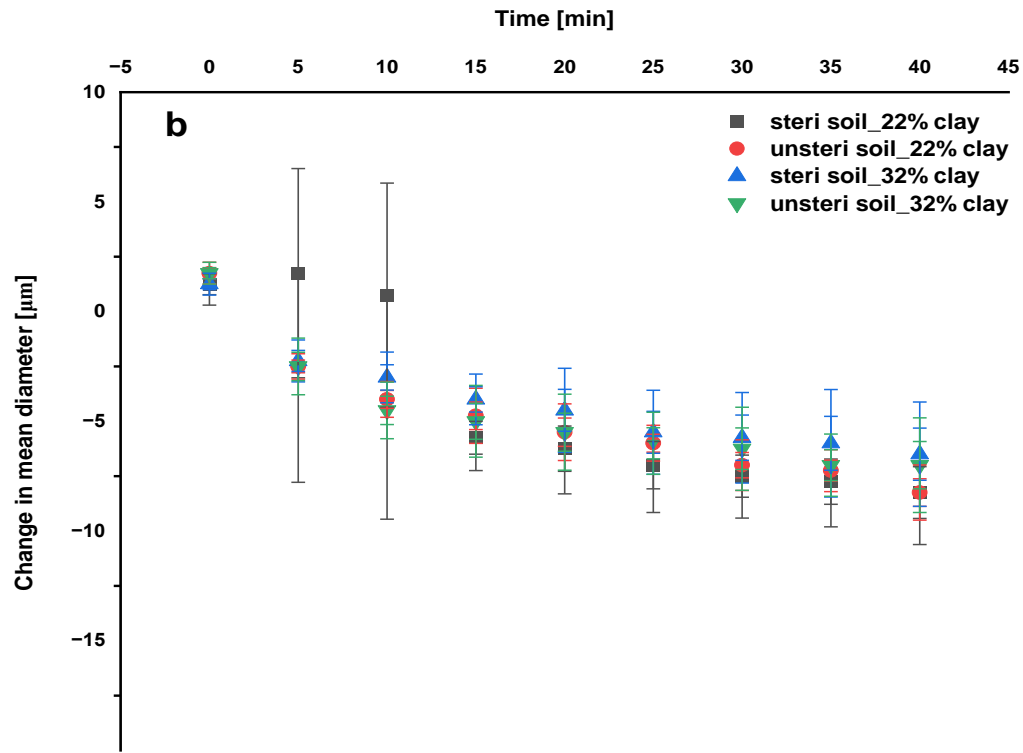 Time [min]
−5 0 5 10 15 20 25 30 35 40 45
10
b
steri soil_22% clay
unsteri soil_22% clay
steri soil_32% clay
unsteri soil_32% clay
5
0
−5
−10
−15
Change in mean diameter [μm]